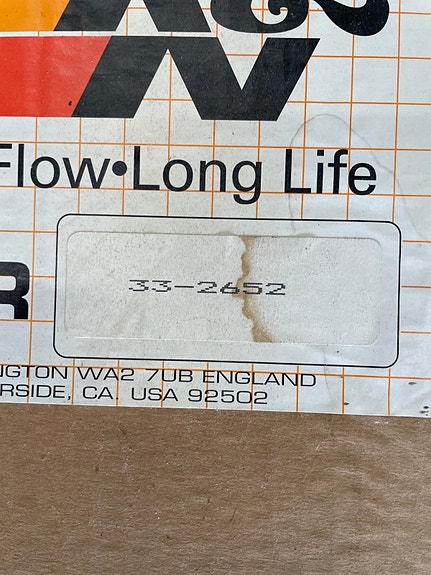 K&N
Flow•Long Life
R
33-2652
NGTON WA2 7UB ENGLAND
RSIDE, CA. USA 92502